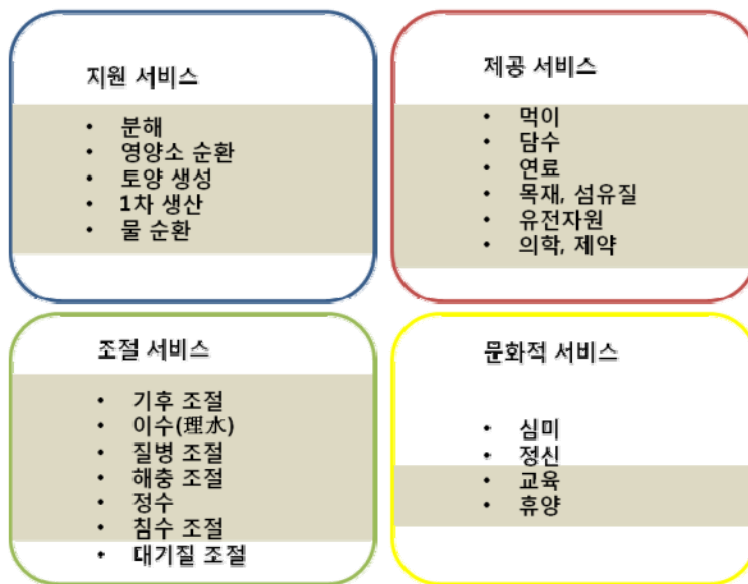 지원 서비스
• 분해
• 영양소 순환
• 토양 생성
• 1차 생산
• 물 순환
제공 서비스
• 먹이
• 담수
• 연료
• 목재, 섬유질
• 유전자원
• 의학, 제약
조절 서비스
• 기후 조절
• 이수(理水)
• 질병 조절
• 해충 조절
• 정수
• 침수 조절
• 대기질 조절
문화적 서비스
• 심미
• 정신
• 교육
• 휴양